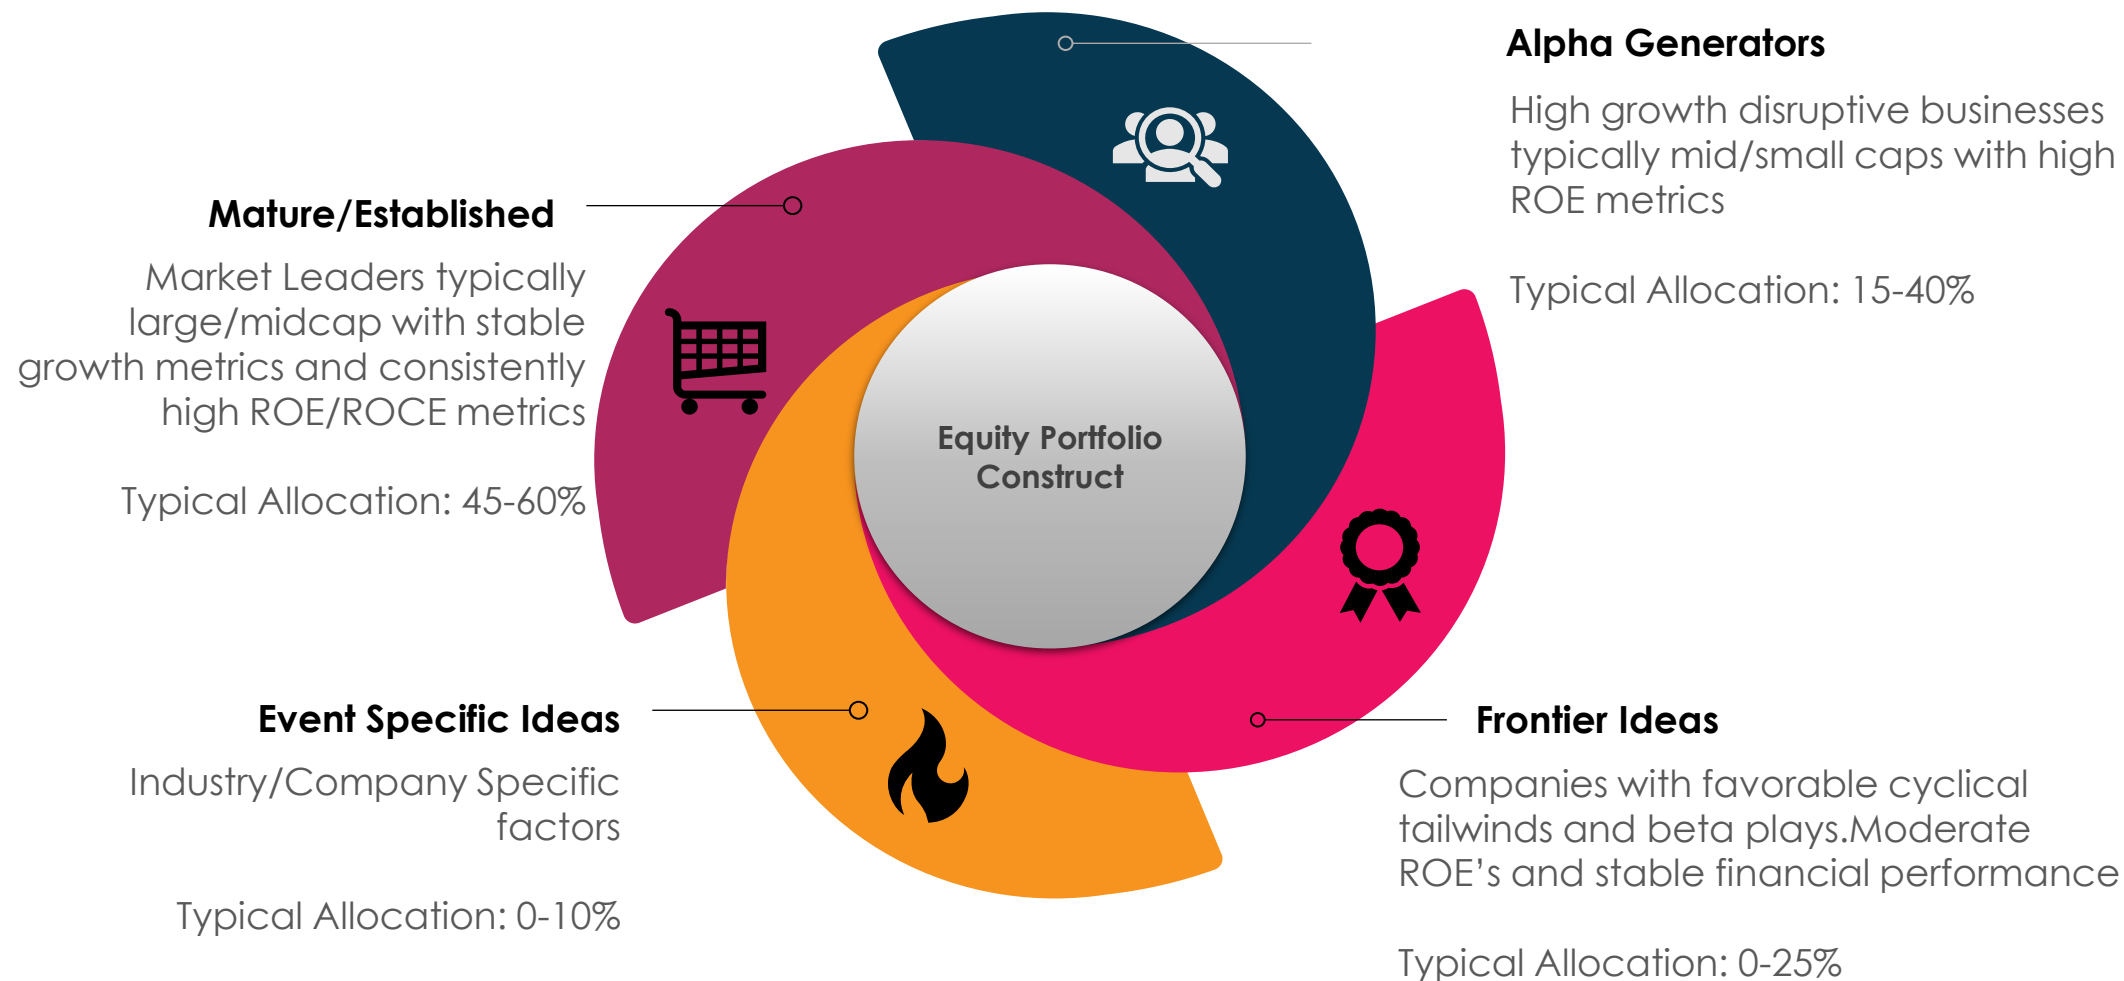 Alpha Generators
High growth disruptive businesses
typically mid/small caps with high
ROE metrics
Typical Allocation: 15-40%
Mature/Established
Market Leaders typically
large/midcap with stable
growth metrics and consistently
high ROE/ROCE metrics
Typical Allocation: 45-60%
Equity Portfolio
Construct
Event Specific Ideas
Industry/Company Specific
factors
Typical Allocation: 0-10%
Frontier Ideas
Companies with favorable cyclical
tailwinds and beta plays.Moderate
ROE’s and stable financial performance
Typical Allocation: 0-25%